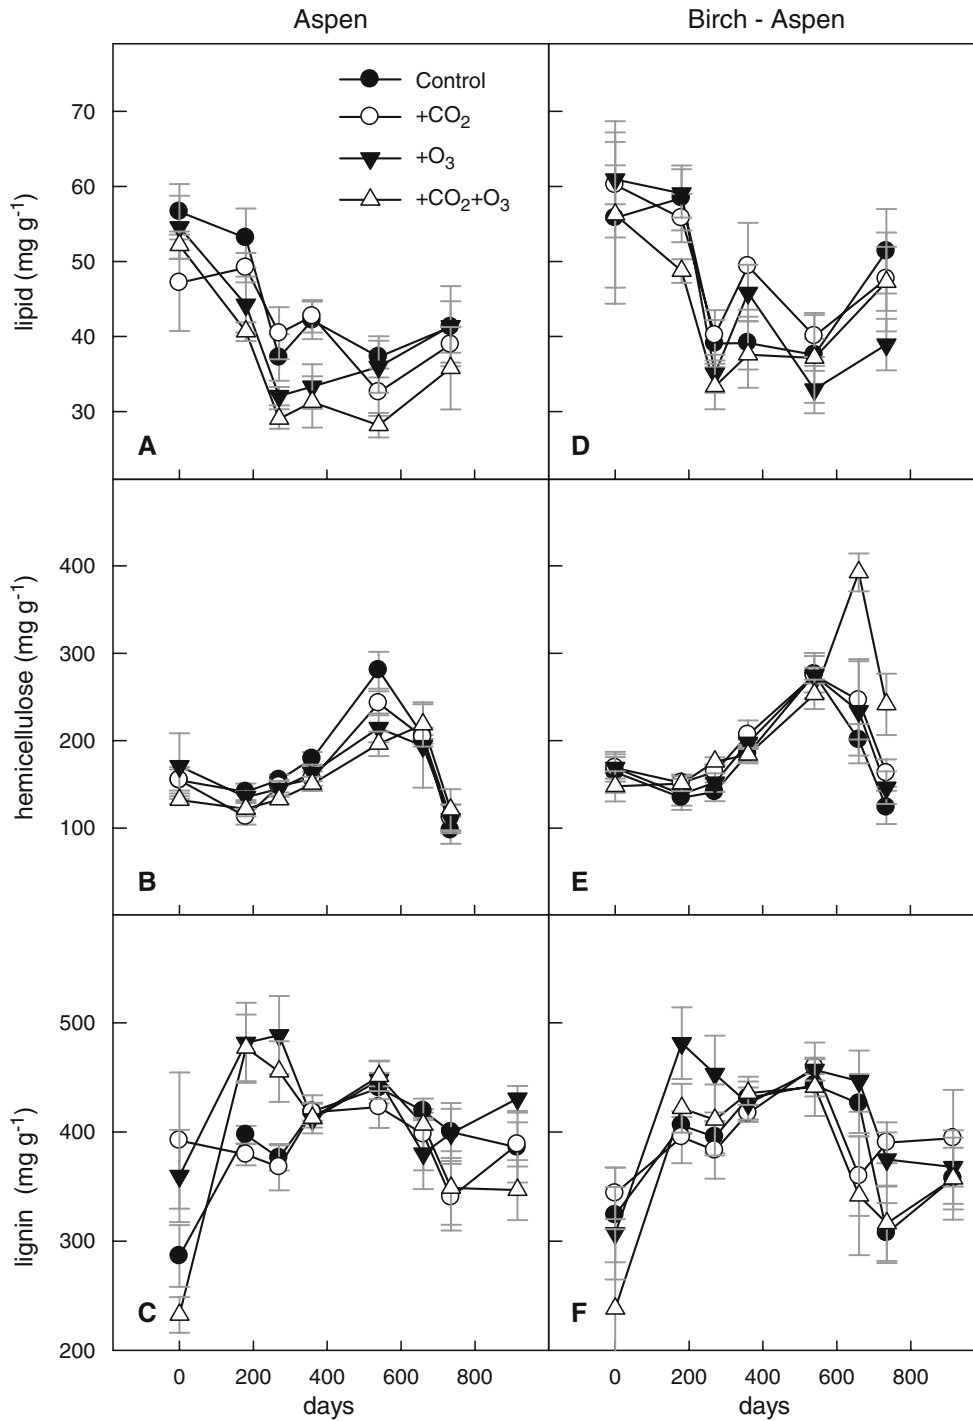 Aspen
Birch - Aspen
Control
+CO2
+O3
+CO2+O3
lipid (mg g-1)
70
60
50
40
30
A
D
hemicellulose (mg g-1)
400
300
200
100
B
E
lignin (mg g-1)
500
400
300
200
C
F
0 200 400 600 800
0 200 400 600 800
days
days